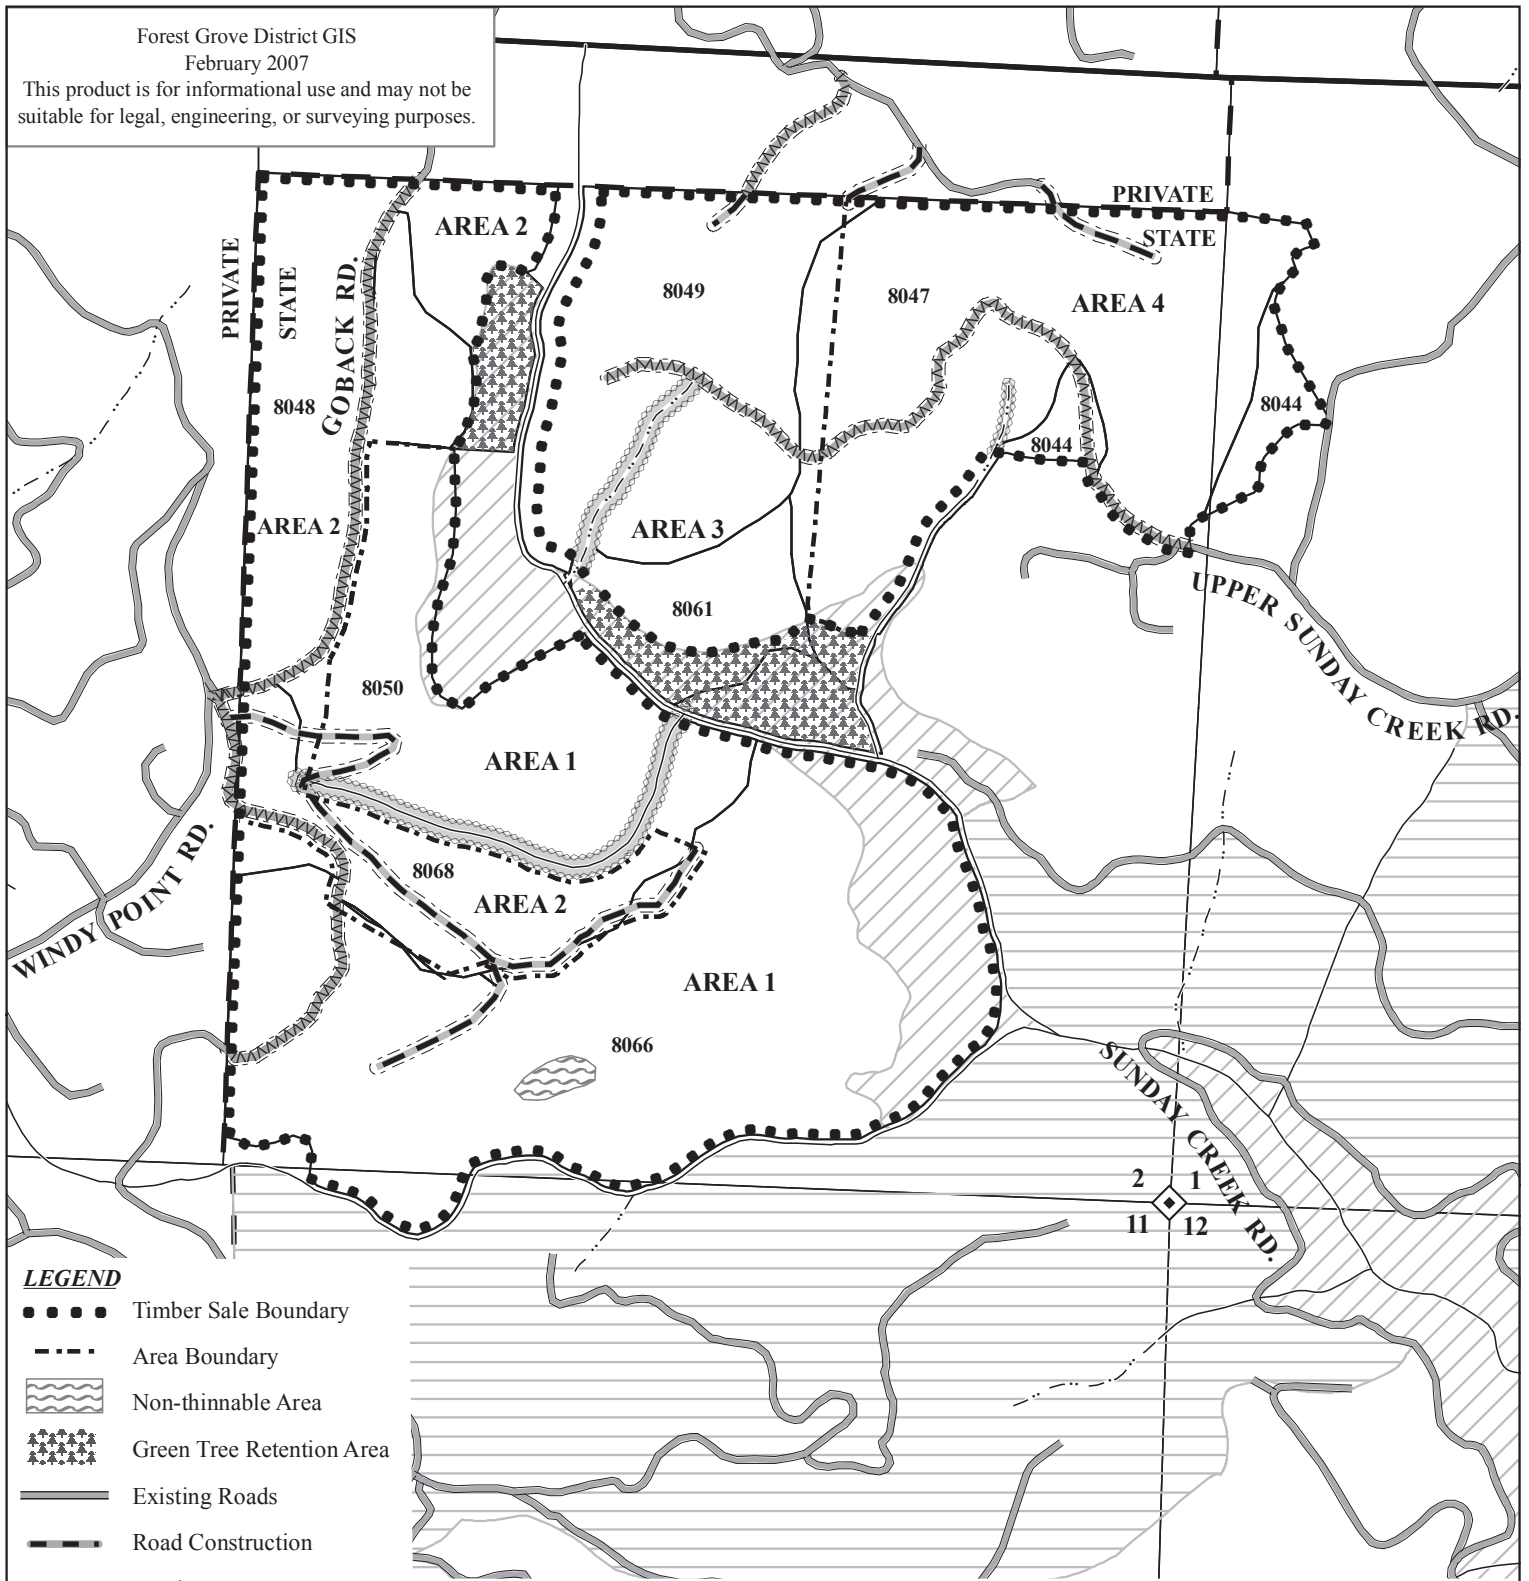 Forest Grove District GIS
February 2007
This product is for informational use and may not be
suitable for legal, engineering, or surveying purposes.
PRIVATE
STATE
AREA 2
PRIVATE
STATE
GOBACK RD.
8049
8047
AREA 4
8048
8044
8044
AREA 2
AREA 3
8061
UPPER SUNDAY CREEK RD.
8050
AREA 1
WINDY POINT RD.
8068
AREA 2
AREA 1
8066
SUNDAY CREEK RD.
2 1
11 12
LEGEND
Timber Sale Boundary
Area Boundary
Non-thinnable Area
Green Tree Retention Area
Existing Roads
Road Construction